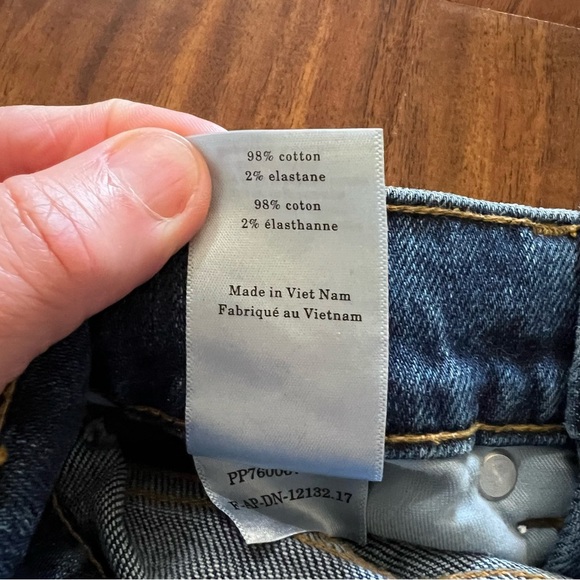 98% cotton
2% elastane
98% coton
2% élasthanne
Made in Viet Nam
Fabriqué au Vietnam